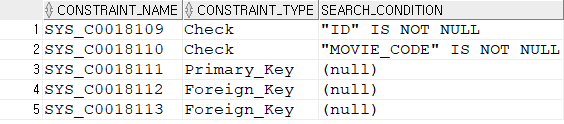 CONSTRAINT_NAME CONSTRAINT_TYPE SEARCH_CONDITION
1 SYS_C0018109 Check "ID" IS NOT NULL
2 SYS_C0018110 Check "MOVIE_CODE" IS NOT NULL
3 SYS_C0018111 Primary_Key (null)
4 SYS_C0018112 Foreign_Key (null)
5 SYS_C0018113 Foreign_Key (null)